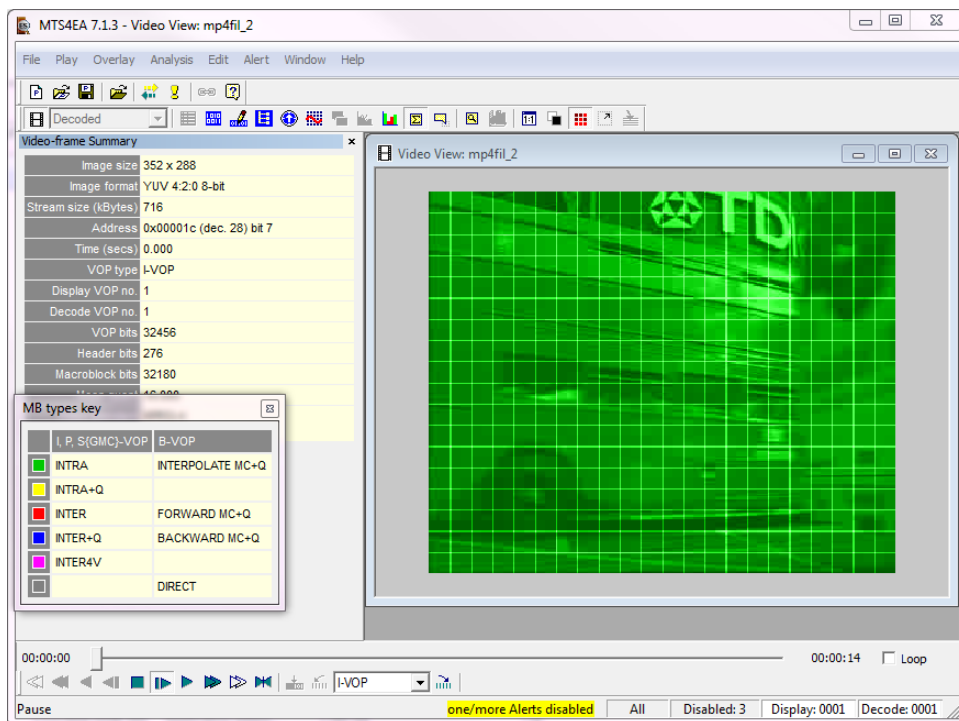 MTS4EA 7.1.3 - Video View: mp4fil_2
File Play Overlay Analysis Edit Alert Window Help
Decoded
Video-frame Summary
Image size 352 x 288
Image format YUV 4:2:0 8-bit
Stream size (kBytes) 716
Address 0x00001c (dec. 28) bit 7
Time (secs) 0.000
VOP type I-VOP
Display VOP no. 1
Decode VOP no. 1
VOP bits 32456
Header bits 276
Macroblock bits 32180
MB types key
I, P, S{GMC}-VOP B-VOP
INTRA INTERPOLATE MC+Q
INTRA+Q
INTER FORWARD MC+Q
INTER+Q BACKWARD MC+Q
INTER4V
DIRECT
Video View: mp4fil_2
TD
00:00:00 00:00:14 Loop
I-VOP
Pause one/more Alerts disabled All Disabled: 3 Display: 0001 Decode: 0001